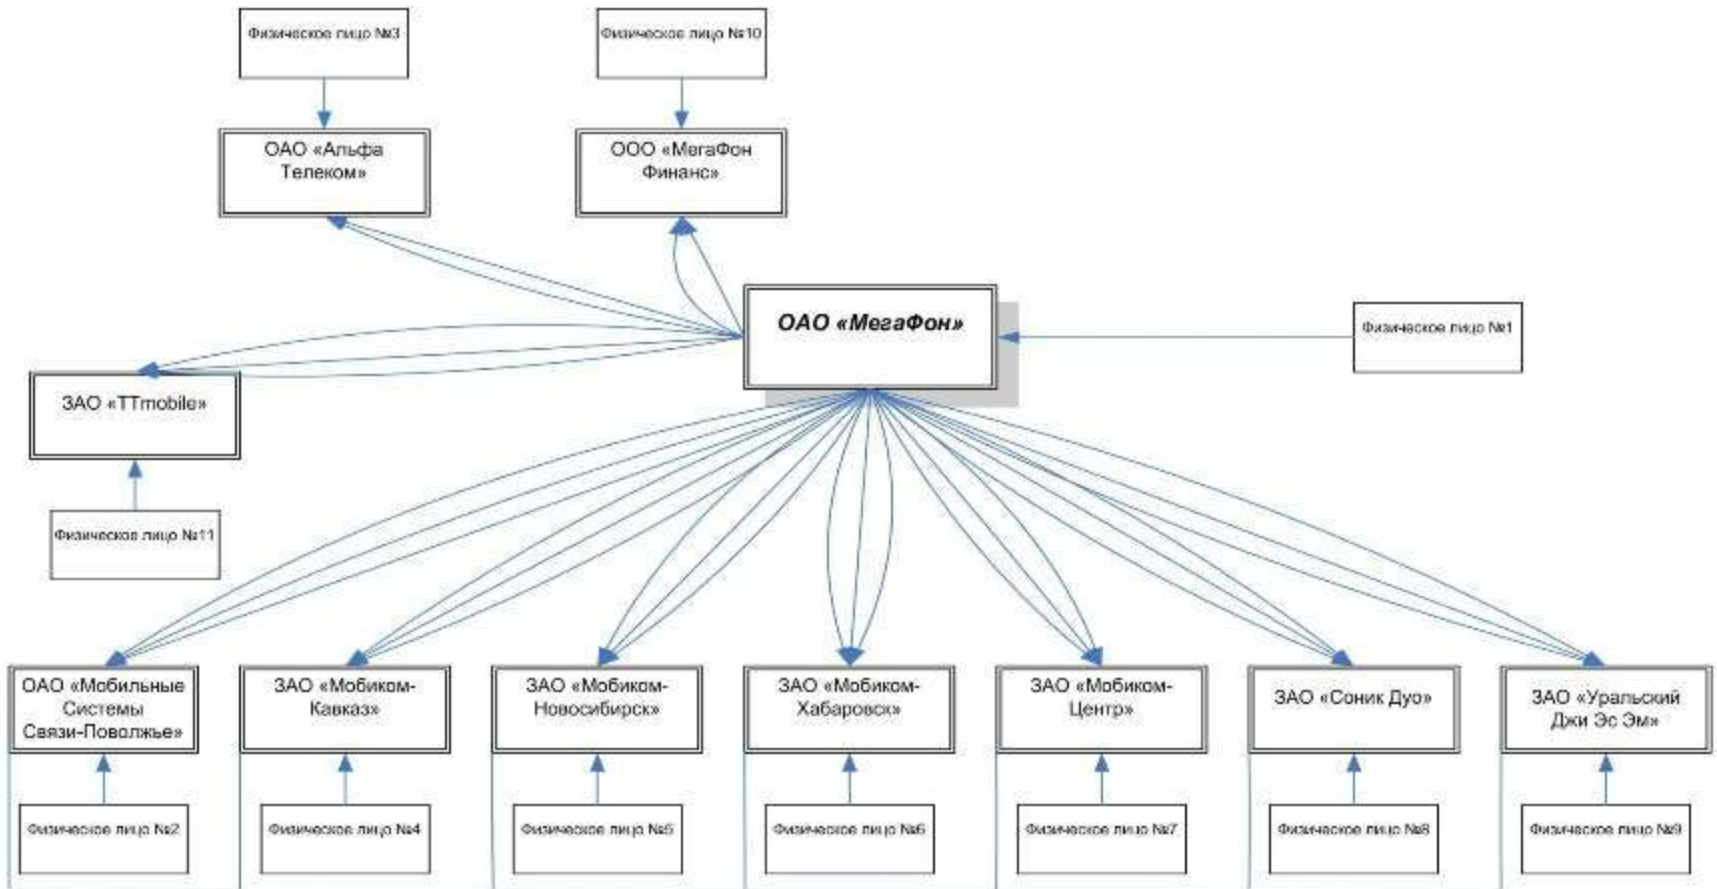 Физическое лицо №3
Физическое лицо №10
ОАО «Альфа
Телеком»
ООО «МегаФон
Финанс»
ОАО «МегаФон»
Физическое лицо №1
ЗАО «TTmobile»
Физическое лицо №11
ОАО «Мобильные
Системы
Связи-Поволжье»
ЗАО «Мобиком-
Кавказ»
ЗАО «Мобиком-
Новосибирск»
ЗАО «Мобиком-
Хабаровск»
ЗАО «Мобиком-
Центр»
ЗАО «Соник Дуо»
ЗАО «Уральский
Джи Эс Эм»
Физическое лицо №2
Физическое лицо №4
Физическое лицо №5
Физическое лицо №6
Физическое лицо №7
Физическое лицо №8
Физическое лицо №9